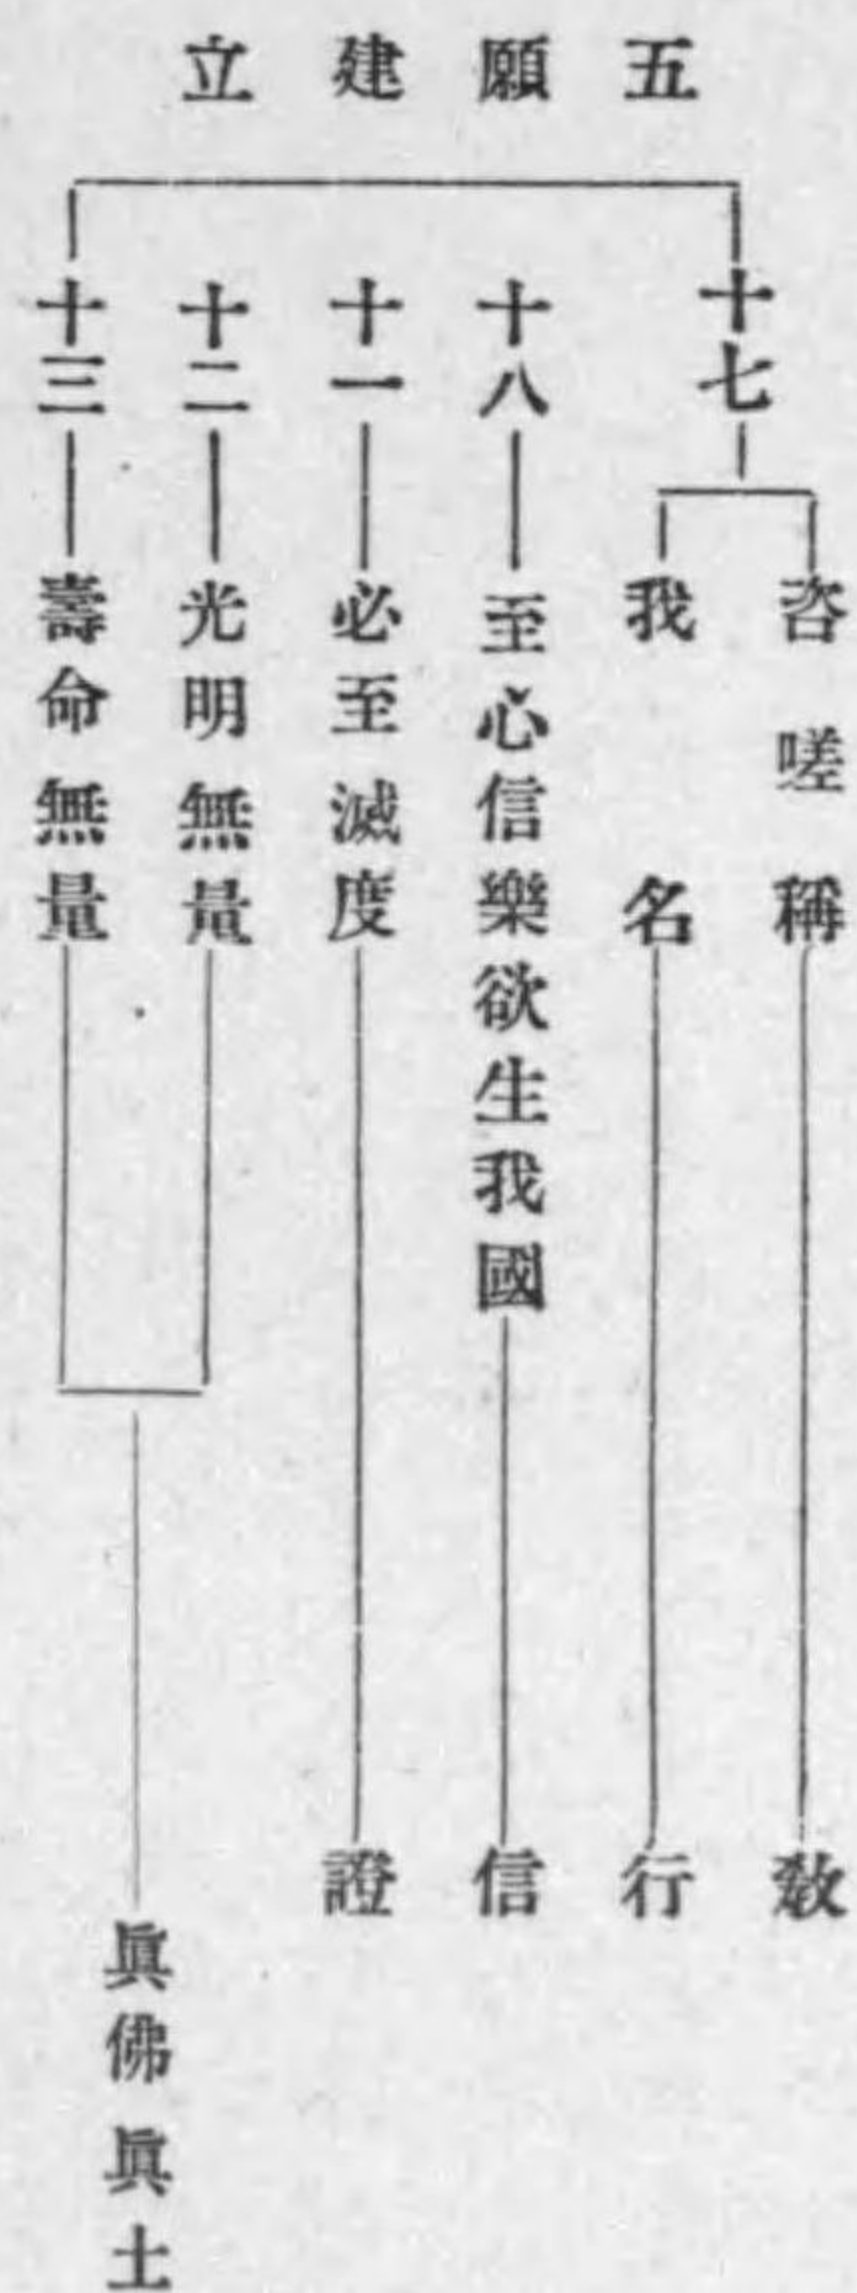 五願建立
十七
咨嗟稱
敎
我名
行
十八
至心信樂欲生我國
信
十一
必至滅度
證
十二
光明無量
十三
壽命無量
眞佛眞土